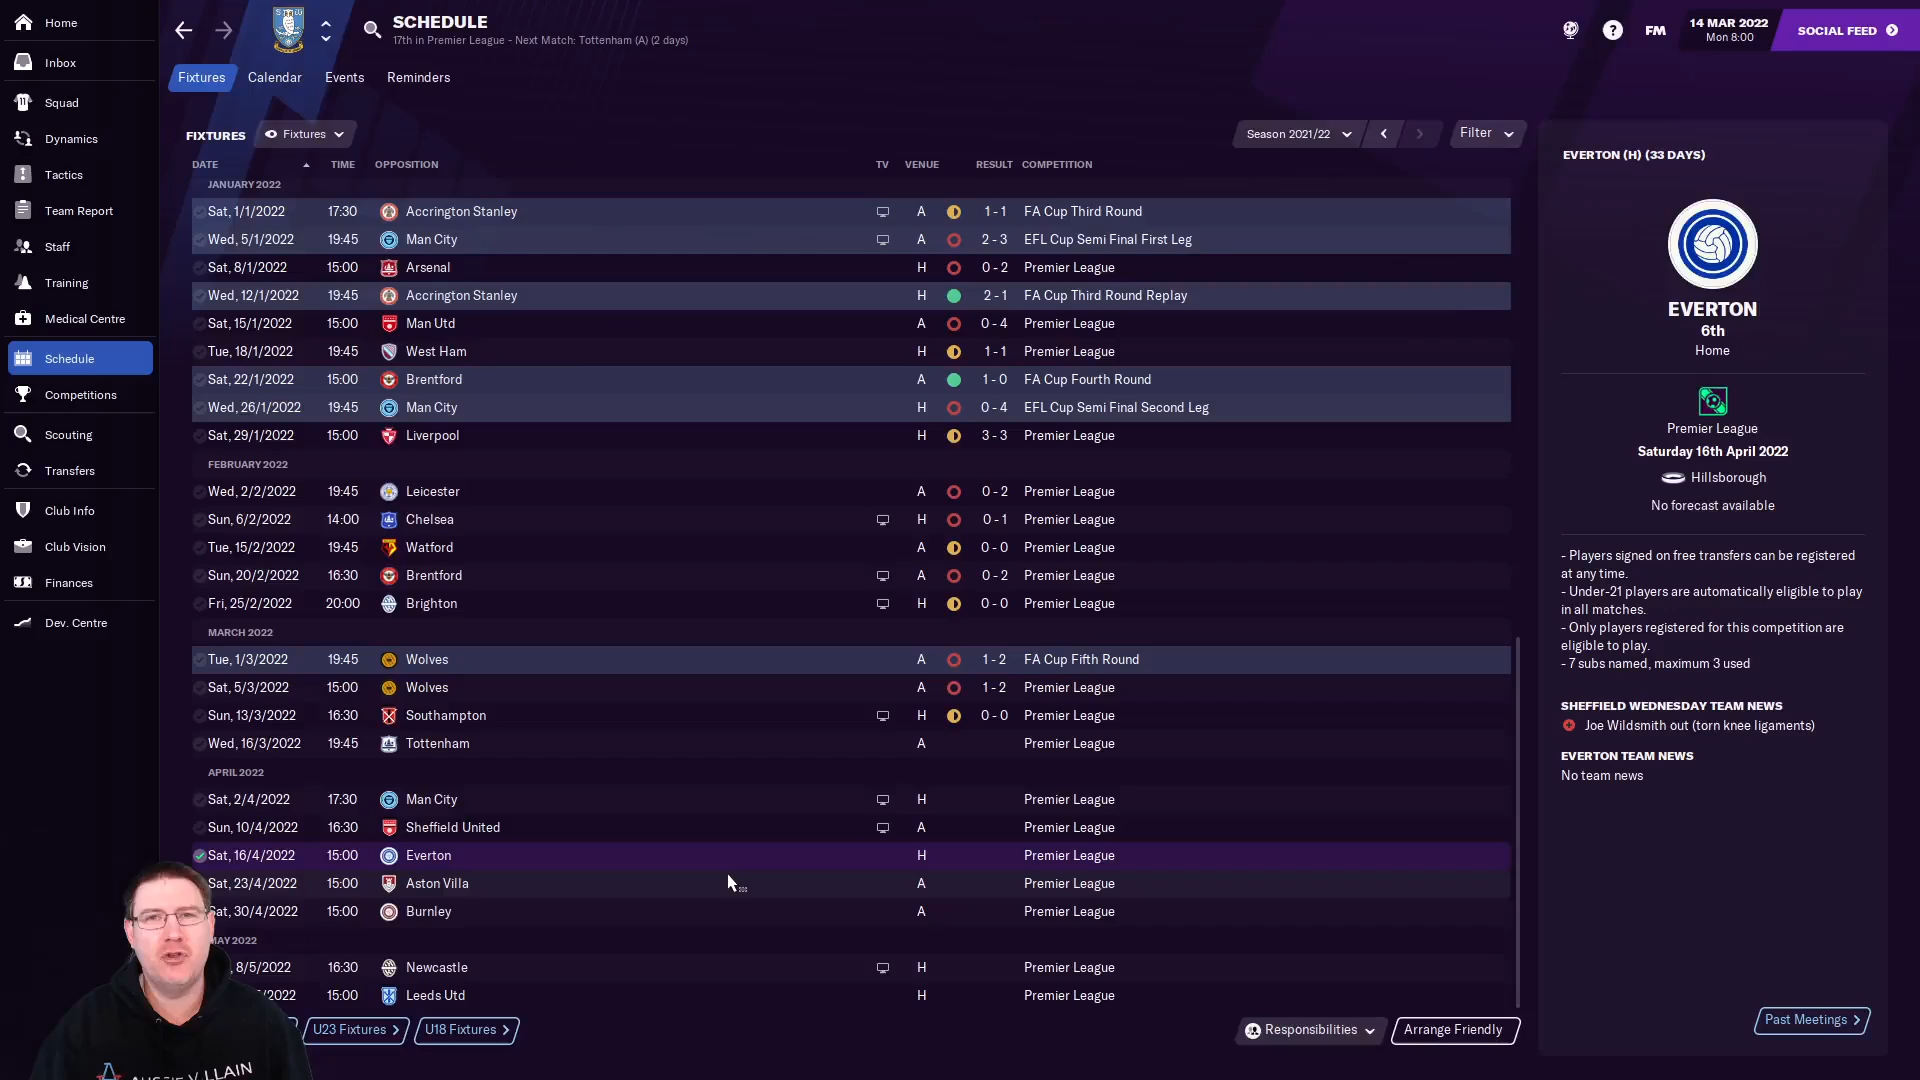 Home
Inbox
Squad
Dynamics
Tactics
Team Report
Staff
Training
Medical Centre
Schedule
Competitions
Scouting
Transfers
Club Info
Club Vision
Finances
Dev. Centre
SCHEDULE
17th in Premier League - Next Match: Tottenham (A) (2 days)
FM
14 MAR 2022
Mon 8:00
SOCIAL FEED
Fixtures Calendar Events Reminders
FIXTURES Fixtures Season 2021/22 Filter
DATE TIME OPPOSITION TV VENUE RESULT COMPETITION
JANUARY 2022
Sat, 1/1/2022 17:30 Accrington Stanley A 1 - 1 FA Cup Third Round
Wed, 5/1/2022 19:45 Man City A 2 - 3 EFL Cup Semi Final First Leg
Sat, 8/1/2022 15:00 Arsenal H 0 - 2 Premier League
Wed, 12/1/2022 19:45 Accrington Stanley H 2 - 1 FA Cup Third Round Replay
Sat, 15/1/2022 15:00 Man Utd A 0 - 4 Premier League
Tue, 18/1/2022 19:45 West Ham H 1 - 1 Premier League
Sat, 22/1/2022 15:00 Brentford A 1 - 0 FA Cup Fourth Round
Wed, 26/1/2022 19:45 Man City H 0 - 4 EFL Cup Semi Final Second Leg
Sat, 29/1/2022 15:00 Liverpool H 3 - 3 Premier League
FEBRUARY 2022
Wed, 2/2/2022 19:45 Leicester A 0 - 2 Premier League
Sun, 6/2/2022 14:00 Chelsea H 0 - 1 Premier League
Tue, 15/2/2022 19:45 Watford A 0 - 0 Premier League
Sun, 20/2/2022 16:30 Brentford A 0 - 2 Premier League
Fri, 25/2/2022 20:00 Brighton H 0 - 0 Premier League
MARCH 2022
Tue, 1/3/2022 19:45 Wolves A 1 - 2 FA Cup Fifth Round
Sat, 5/3/2022 15:00 Wolves A 1 - 2 Premier League
Sun, 13/3/2022 16:30 Southampton H 0 - 0 Premier League
Wed, 16/3/2022 19:45 Tottenham A Premier League
APRIL 2022
Sat, 2/4/2022 17:30 Man City H Premier League
Sun, 10/4/2022 16:30 Sheffield United A Premier League
Sat, 16/4/2022 15:00 Everton H Premier League
Sat, 23/4/2022 15:00 Aston Villa A Premier League
Sat, 30/4/2022 15:00 Burnley A Premier League
MAY 2022
8/5/2022 16:30 Newcastle H Premier League
/2022 15:00 Leeds Utd H Premier League
U23 Fixtures U18 Fixtures Responsibilities Arrange Friendly
EVERTON (H) (33 DAYS)
EVERTON
6th
Home
Premier League
Saturday 16th April 2022
Hillsborough
No forecast available
- Players signed on free transfers can be registered
at any time.
- Under-21 players are automatically eligible to play
in all matches.
- Only players registered for this competition are
eligible to play.
- 7 subs named, maximum 3 used
SHEFFIELD WEDNESDAY TEAM NEWS
Joe Wildsmith out (torn knee ligaments)
EVERTON TEAM NEWS
No team news
Past Meetings